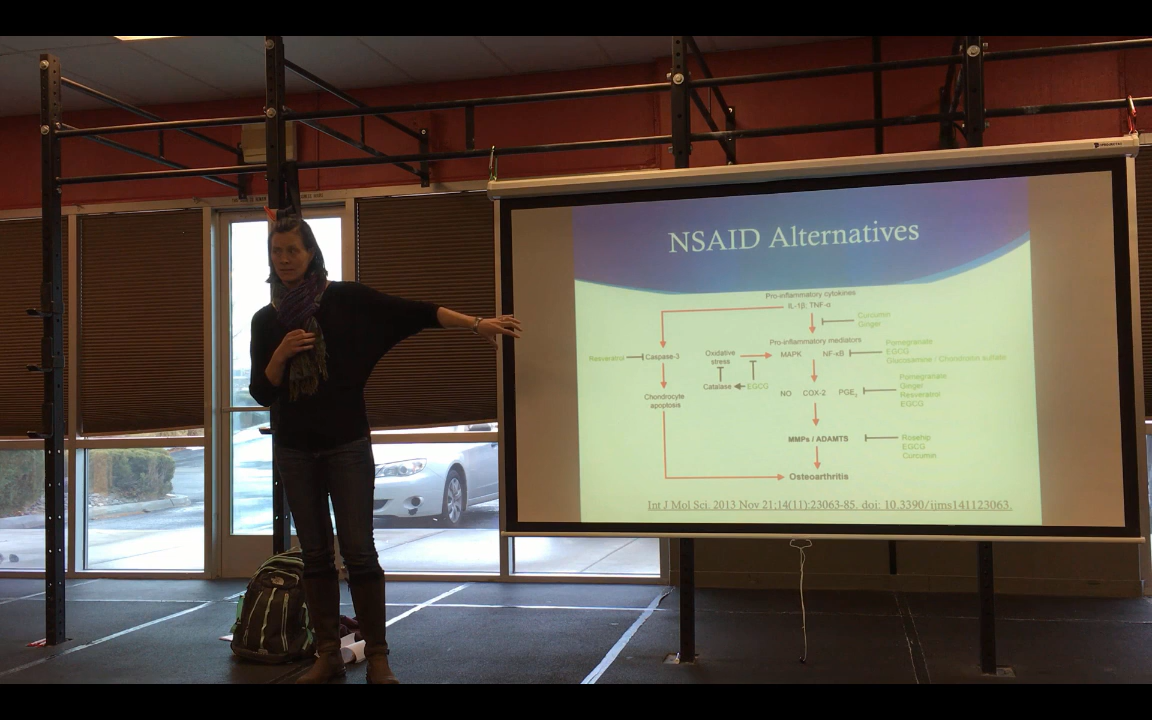 NSAID Alternatives
Pro-inflammatory cytokines
IL-1β; TNF-α
Curcumin
Ginger
Pro-inflammatory mediators
Resveratrol
Caspase-3
Oxidative
stress
MAPK
NF-κB
Pomegranate
EGCG
Glucosamine / Chondroitin sulfate
Catalase
EGCG
Chondrocyte
apoptosis
NO
COX-2
PGE2
Pomegranate
Ginger
Resveratrol
EGCG
MMPs / ADAMTS
Rosehip
EGCG
Curcumin
Osteoarthritis
Int J Mol Sci. 2013 Nov 21;14(11):23063-85. doi: 10.3390/ijms141123063.